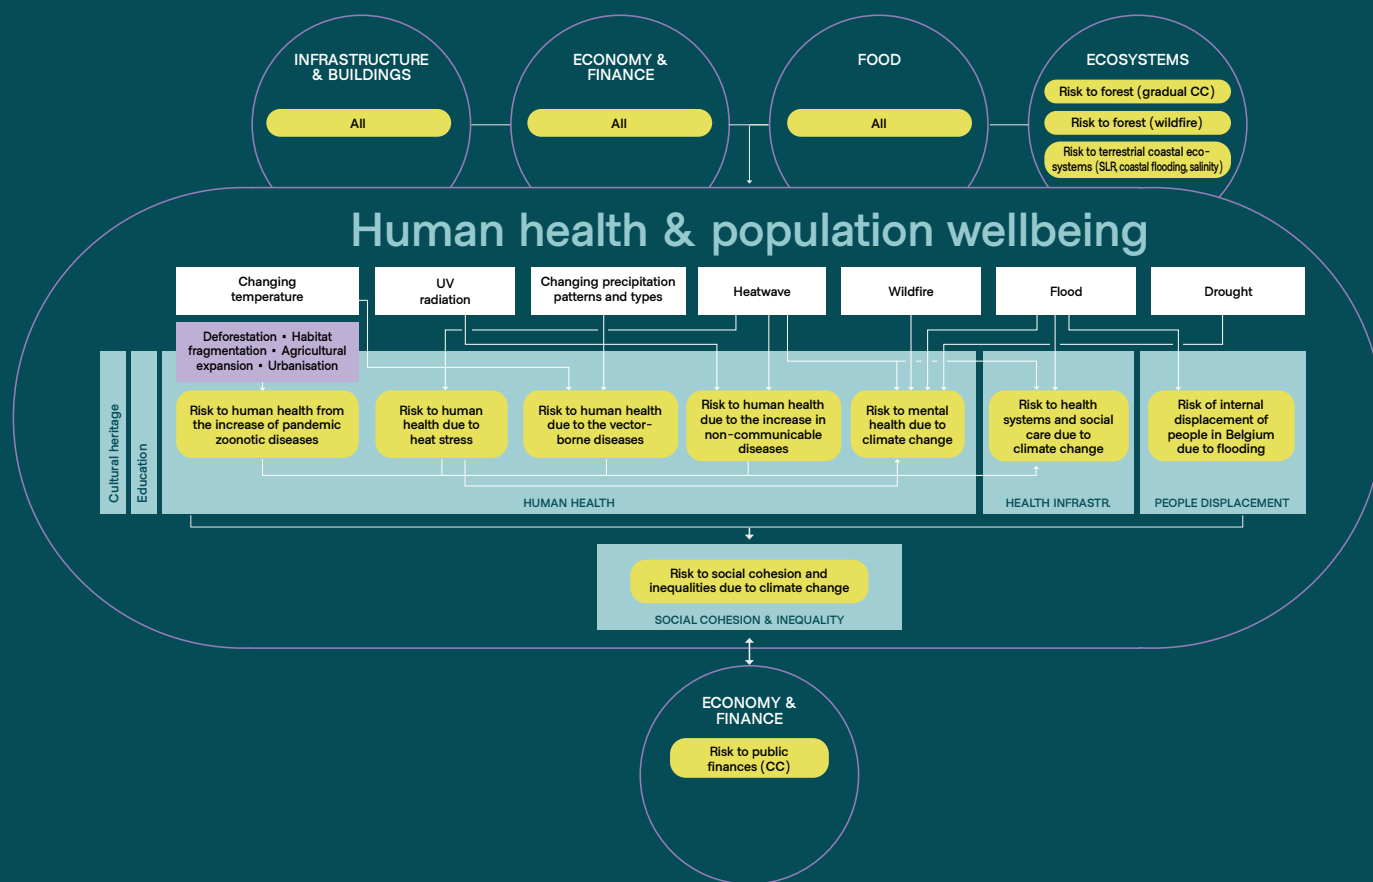 INFRASTRUCTURE
& BUILDINGS
All
ECONOMY &
FINANCE
All
FOOD
All
ECOSYSTEMS
Risk to forest (gradual CC)
Risk to forest (wildfire)
Risk to terrestrial coastal eco-
systems (SLR, coastal flooding, salinity)
Human health & population wellbeing
Changing
temperature
UV
radiation
Changing precipitation
patterns and types
Heatwave
Wildfire
Flood
Drought
Deforestation • Habitat
fragmentation • Agricultural
expansion • Urbanisation
Cultural heritage
Education
Risk to human health from
the increase of pandemic
zoonotic diseases
Risk to human
health due to
heat stress
Risk to human health
due to the vector-
borne diseases
Risk to human health
due to the increase in
non-communicable
diseases
Risk to mental
health due to
climate change
Risk to health
systems and social
care due to
climate change
Risk of internal
displacement of
people in Belgium
due to flooding
HUMAN HEALTH
HEALTH INFRASTR.
PEOPLE DISPLACEMENT
Risk to social cohesion and
inequalities due to climate change
SOCIAL COHESION & INEQUALITY
ECONOMY &
FINANCE
Risk to public
finances (CC)